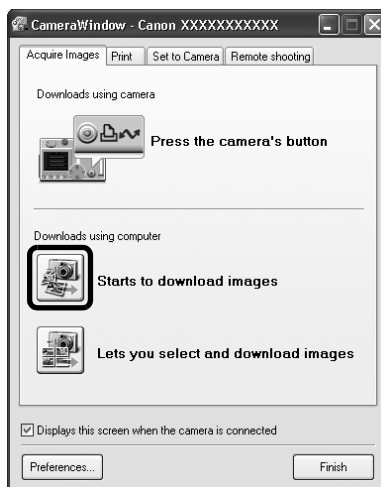 CameraWindow - Canon XXXXXXXXXXX
Acquire Images Print Set to Camera Remote shooting
Downloads using camera
Press the camera's button
Downloads using computer
Starts to download images
Lets you select and download images
Displays this screen when the camera is connected
Preferences... Finish